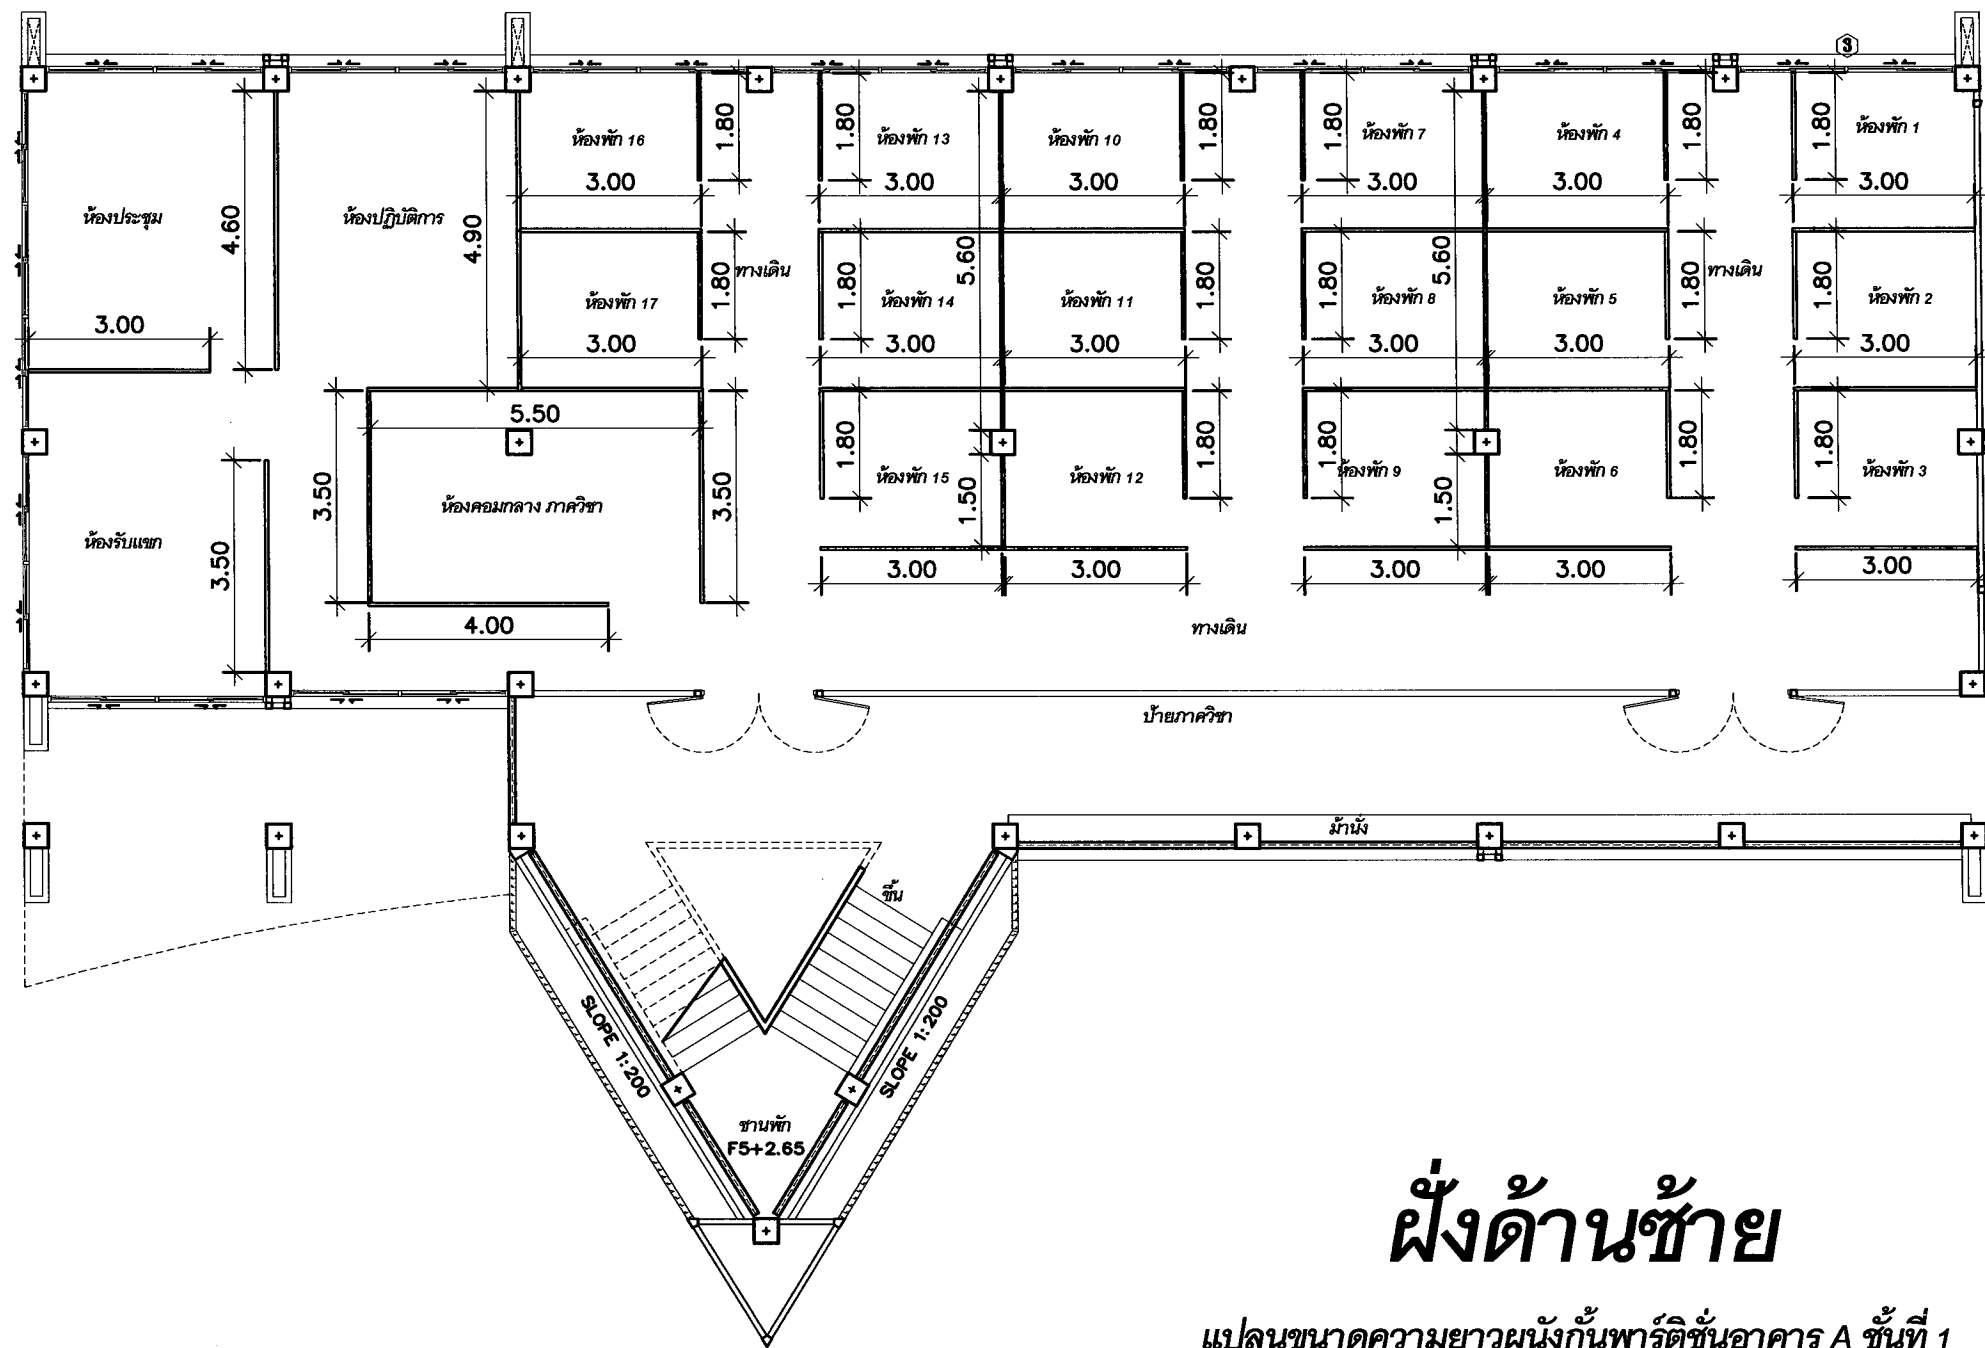 3
1.80 1.80 1.80 1.80 1.80 1.80
ห้องพัก 16 ห้องพัก 13 ห้องพัก 10 ห้องพัก 7 ห้องพัก 4 ห้องพัก 1
3.00 3.00 3.00 3.00 3.00 3.00
ห้องประชุม 4.60 ห้องปฏิบัติการ 4.90 5.60 5.60
1.80 ทางเดิน 1.80 1.80 1.80 1.80 ทางเดิน 1.80
ห้องพัก 17 ห้องพัก 14 ห้องพัก 11 ห้องพัก 8 ห้องพัก 5 ห้องพัก 2
3.00 3.00 3.00 3.00 3.00 3.00 3.00
5.50
1.80 1.80 1.80 1.80 1.80
ห้องพัก 15 ห้องพัก 12 ห้องพัก 9 ห้องพัก 6 ห้องพัก 3
3.50 ห้องคอมกลาง ภาควิชา 3.50 1.50 1.50
ห้องรับแขก 3.50
3.00 3.00 3.00 3.00 3.00
4.00 ทางเดิน
ป้ายภาควิชา
ม้านั่ง
ขึ้น
SLOPE 1:200 SLOPE 1:200
ชานพัก
F5+2.65
ฝั่งด้านซ้าย
แปลนขนาดความยาวผนังกั้นพาร์ติชั่นอาคาร A ชั้นที่ 1